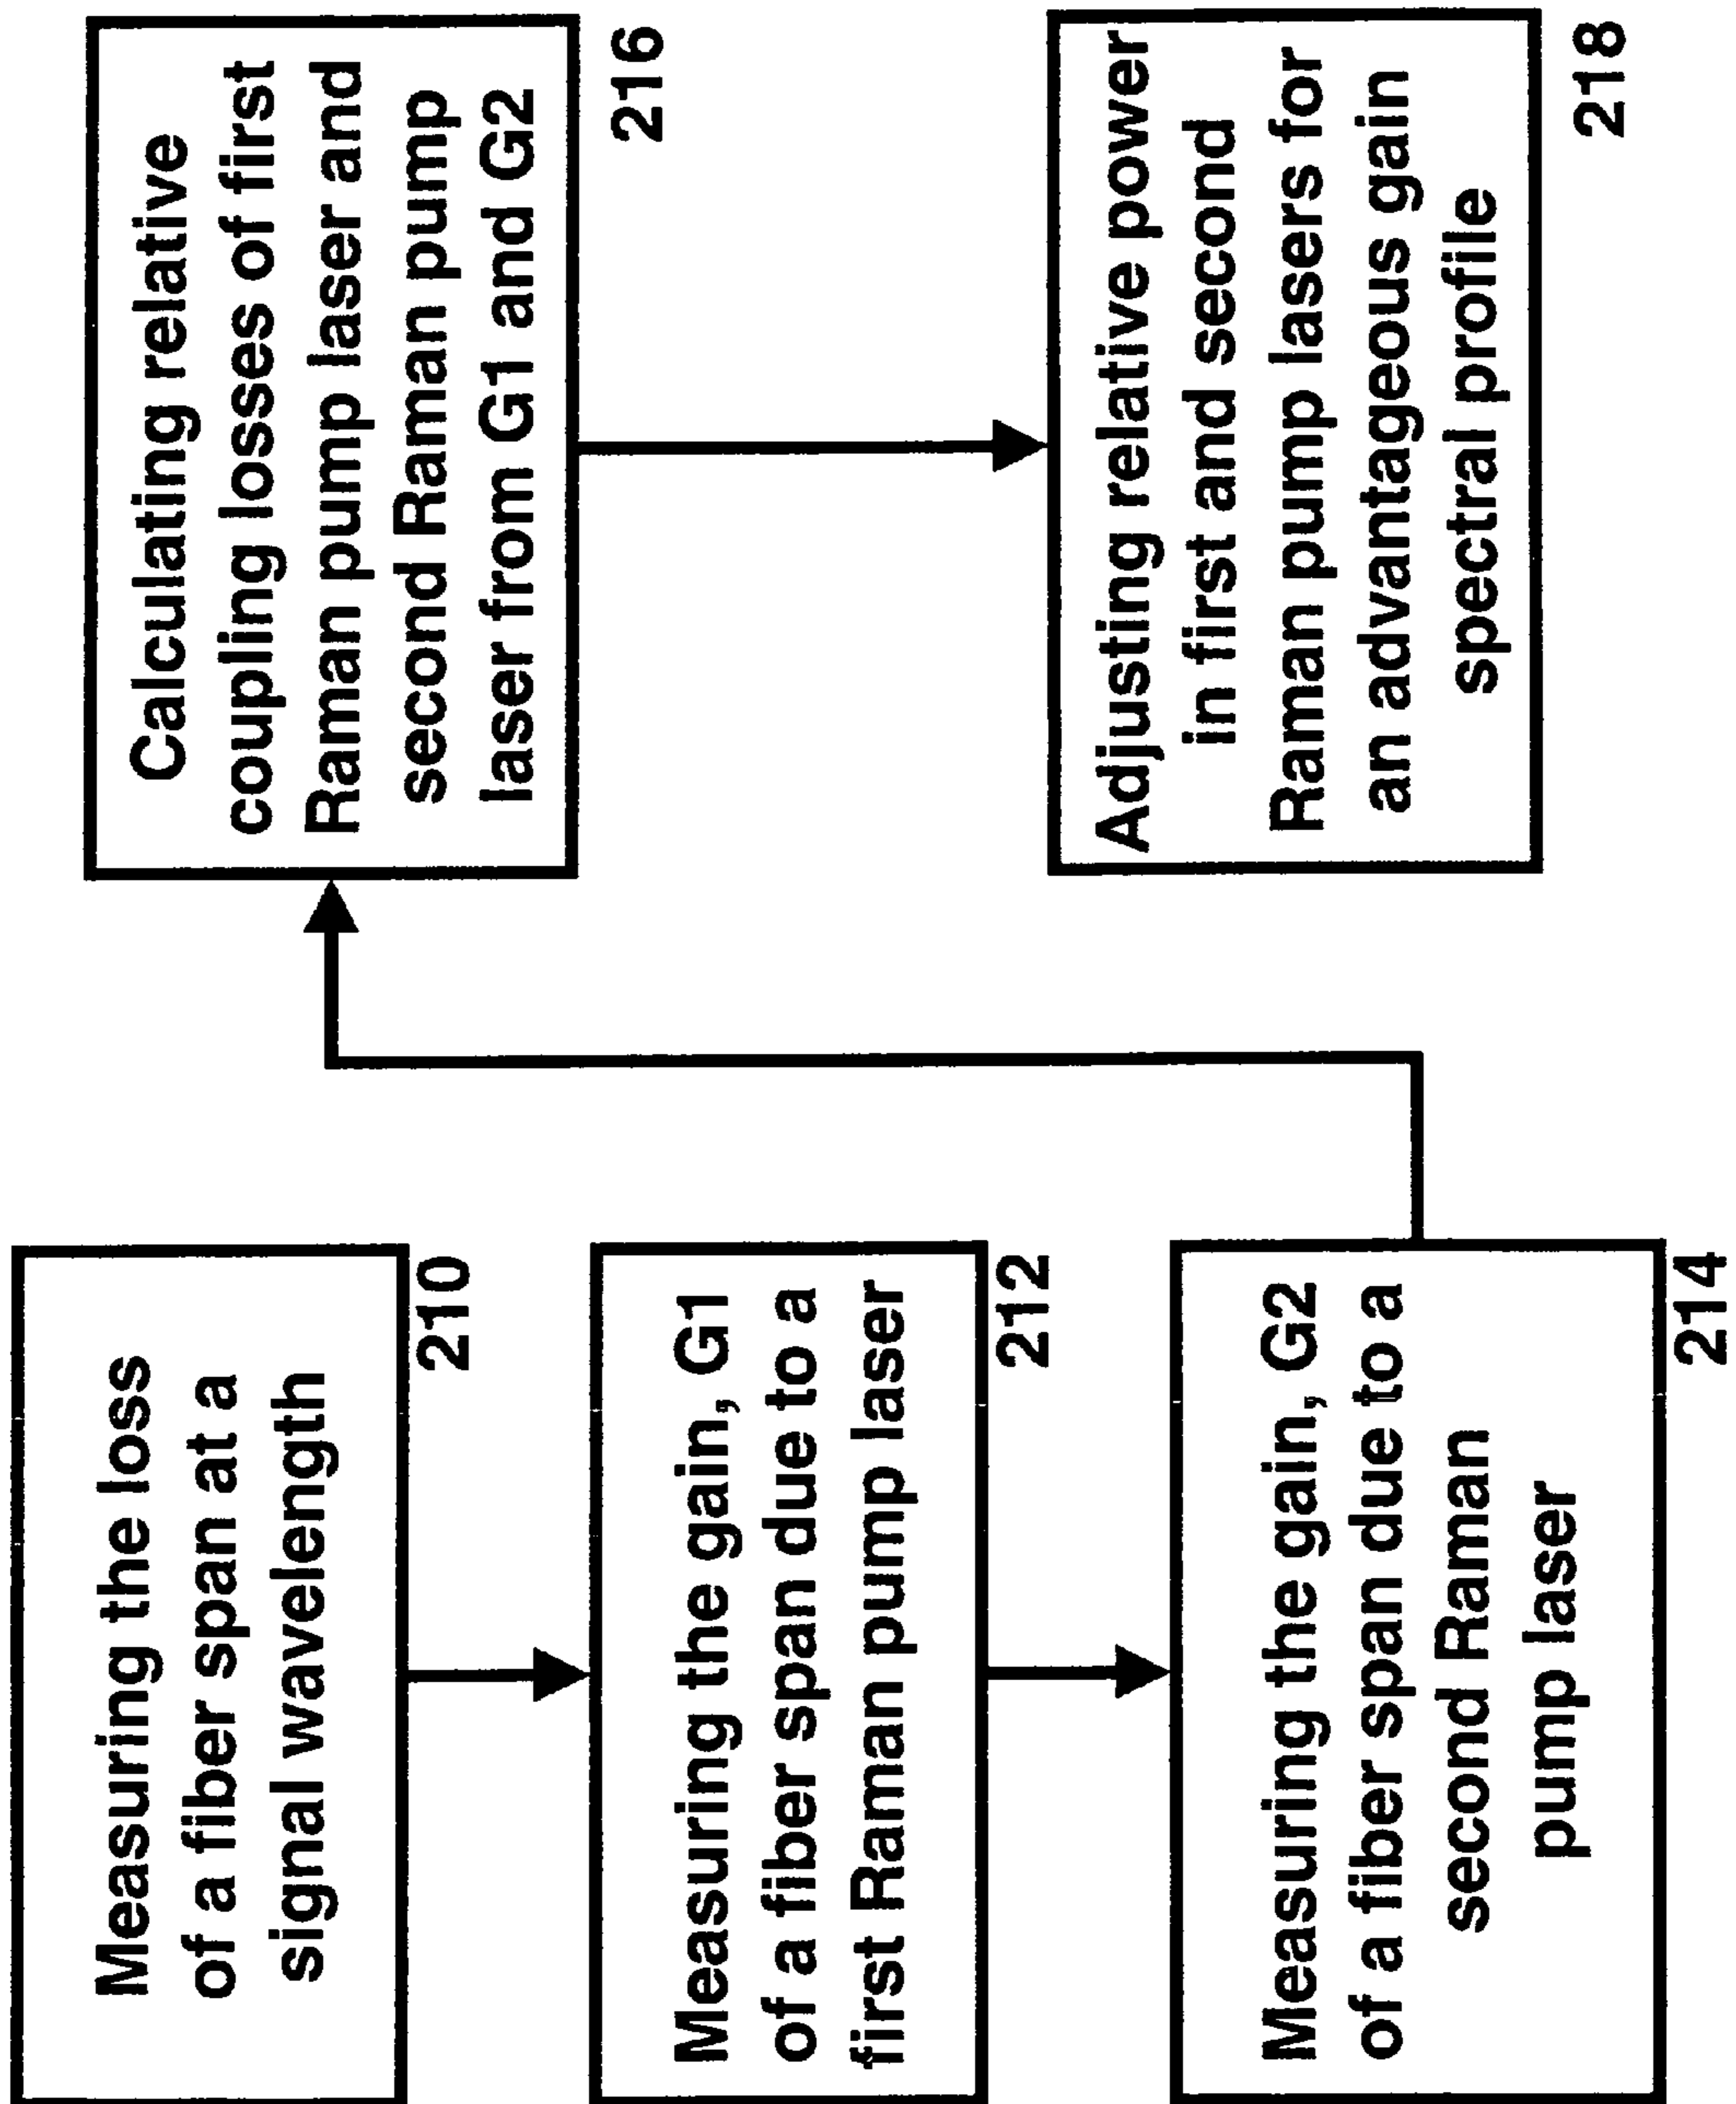 Measuring the loss
of a fiber span at a
signal wavelength
210
Measuring the gain, G1
of a fiber span due to a
first Raman pump laser
212
Measuring the gain, G2
of a fiber span due to a
second Raman
pump laser
214
Calculating relative
coupling losses of first
Raman pump laser and
second Raman pump
laser from G1 and G2
216
Adjusting relative power
in first and second
Raman pump lasers for
an advantageous gain
spectral profile
218